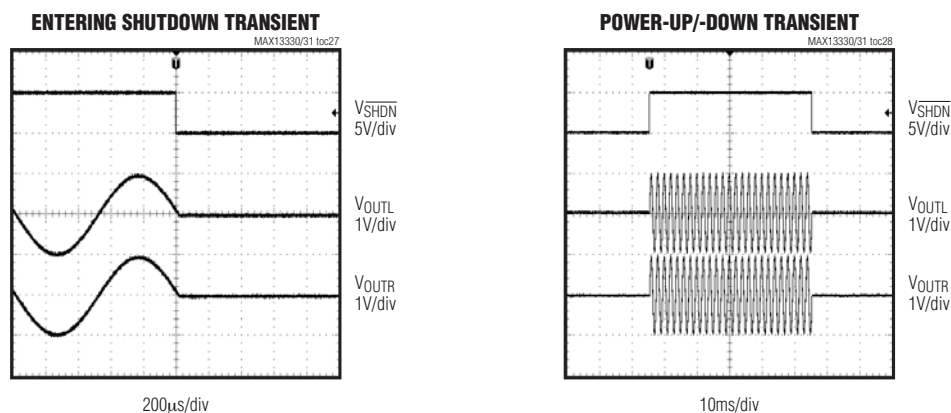 ENTERING SHUTDOWN TRANSIENT
MAX13330/31 toc27
VSHDN
5V/div
VOUTL
1V/div
VOUTR
1V/div
200μs/div
POWER-UP/-DOWN TRANSIENT
MAX13330/31 toc28
VSHDN
5V/div
VOUTL
1V/div
VOUTR
1V/div
10ms/div